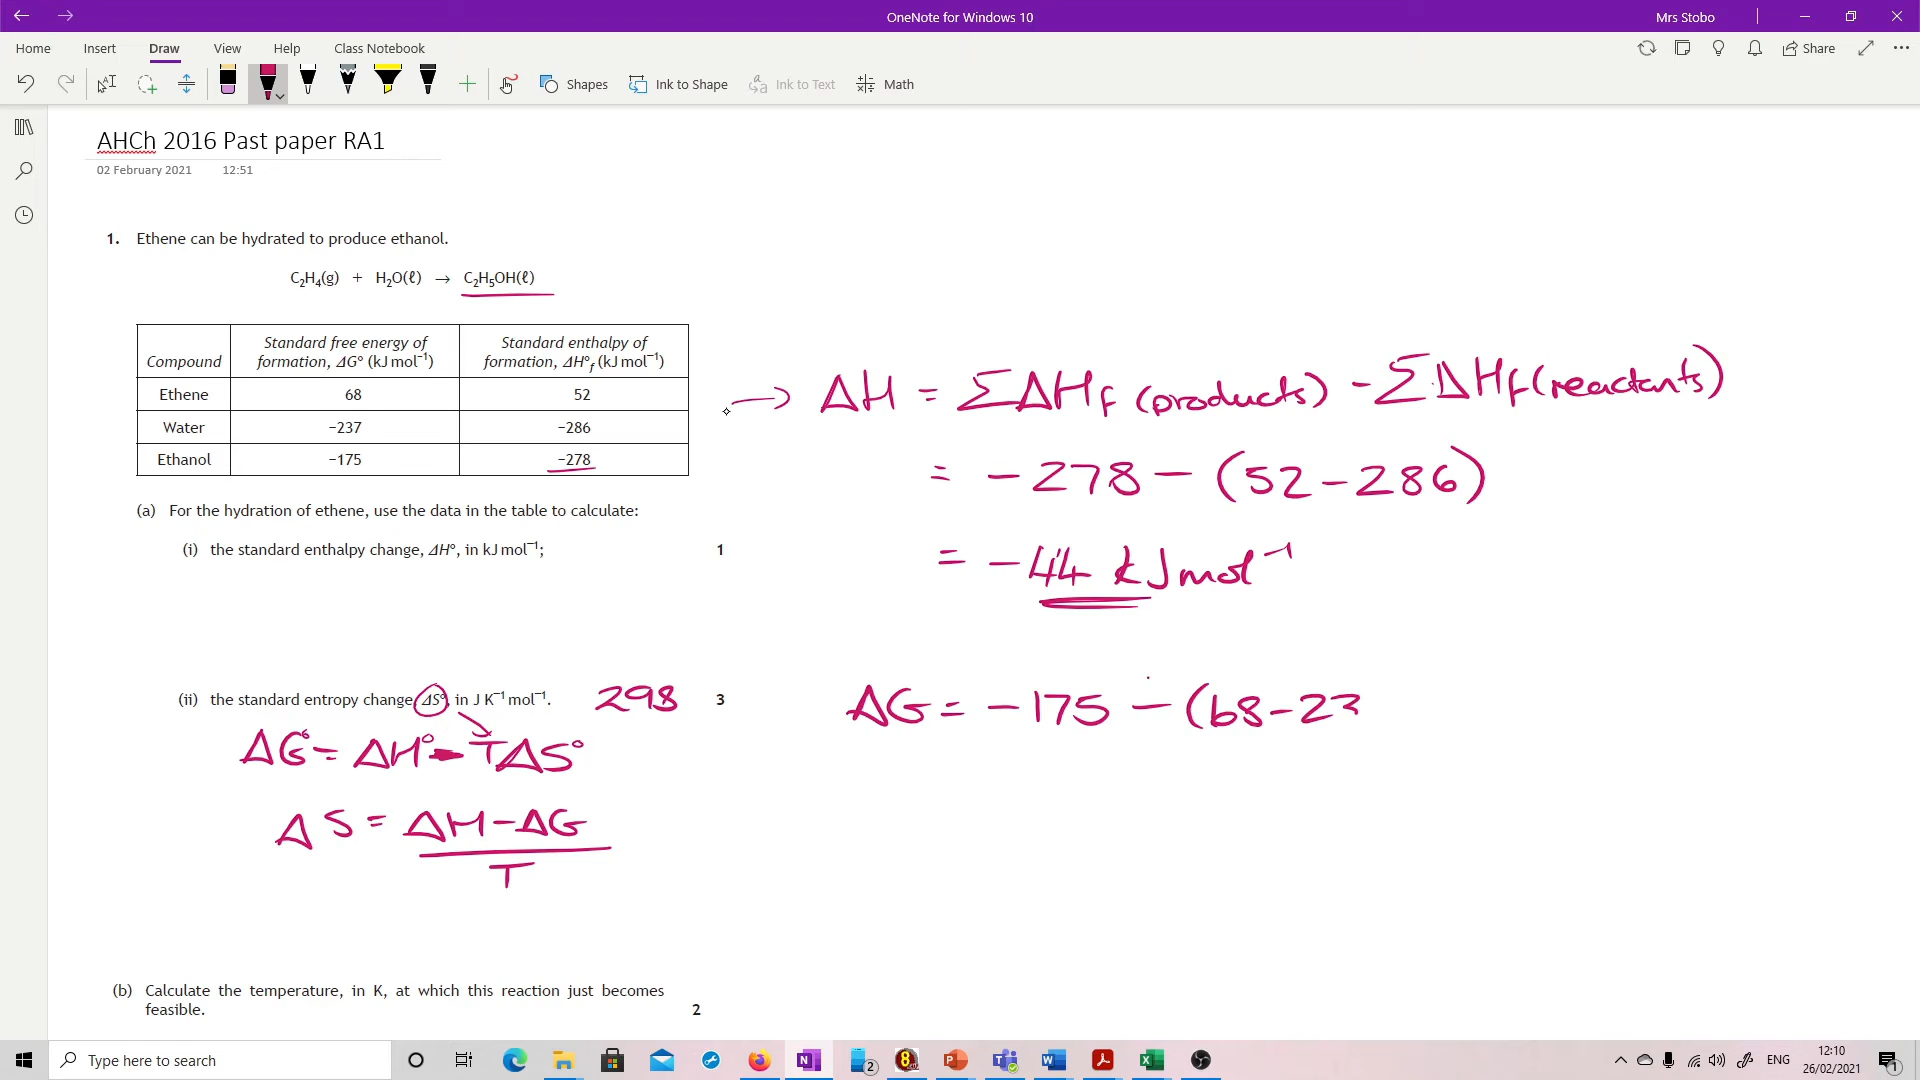 OneNote for Windows 10
Mrs Stobo
Home Insert Draw View Help Class Notebook
Share
Shapes Ink to Shape Ink to Text Math
AHCh 2016 Past paper RA1
02 February 2021 12:51
1. Ethene can be hydrated to produce ethanol.
C₂H₄(g) + H₂O(ℓ) → C₂H₅OH(ℓ)
Compound Standard free energy of formation, ΔG° (kJ mol⁻¹) Standard enthalpy of formation, ΔH°f (kJ mol⁻¹)
Ethene 68 52
Water −237 −286
Ethanol −175 −278
→ ΔH = ΣΔHf (products) - ΣΔHf (reactants)
= -278 - (52-286)
= -44 kJmol⁻¹
(a) For the hydration of ethene, use the data in the table to calculate:
(i) the standard enthalpy change, ΔH°, in kJ mol⁻¹; 1
(ii) the standard entropy change, ΔS°, in J K⁻¹ mol⁻¹. 298 3
ΔG° = ΔH° - TΔS°
ΔS = ΔH - ΔG
T
ΔG = -175 - (68-23
(b) Calculate the temperature, in K, at which this reaction just becomes
feasible. 2
Type here to search
2
8
ENG
12:10
26/02/2021
1